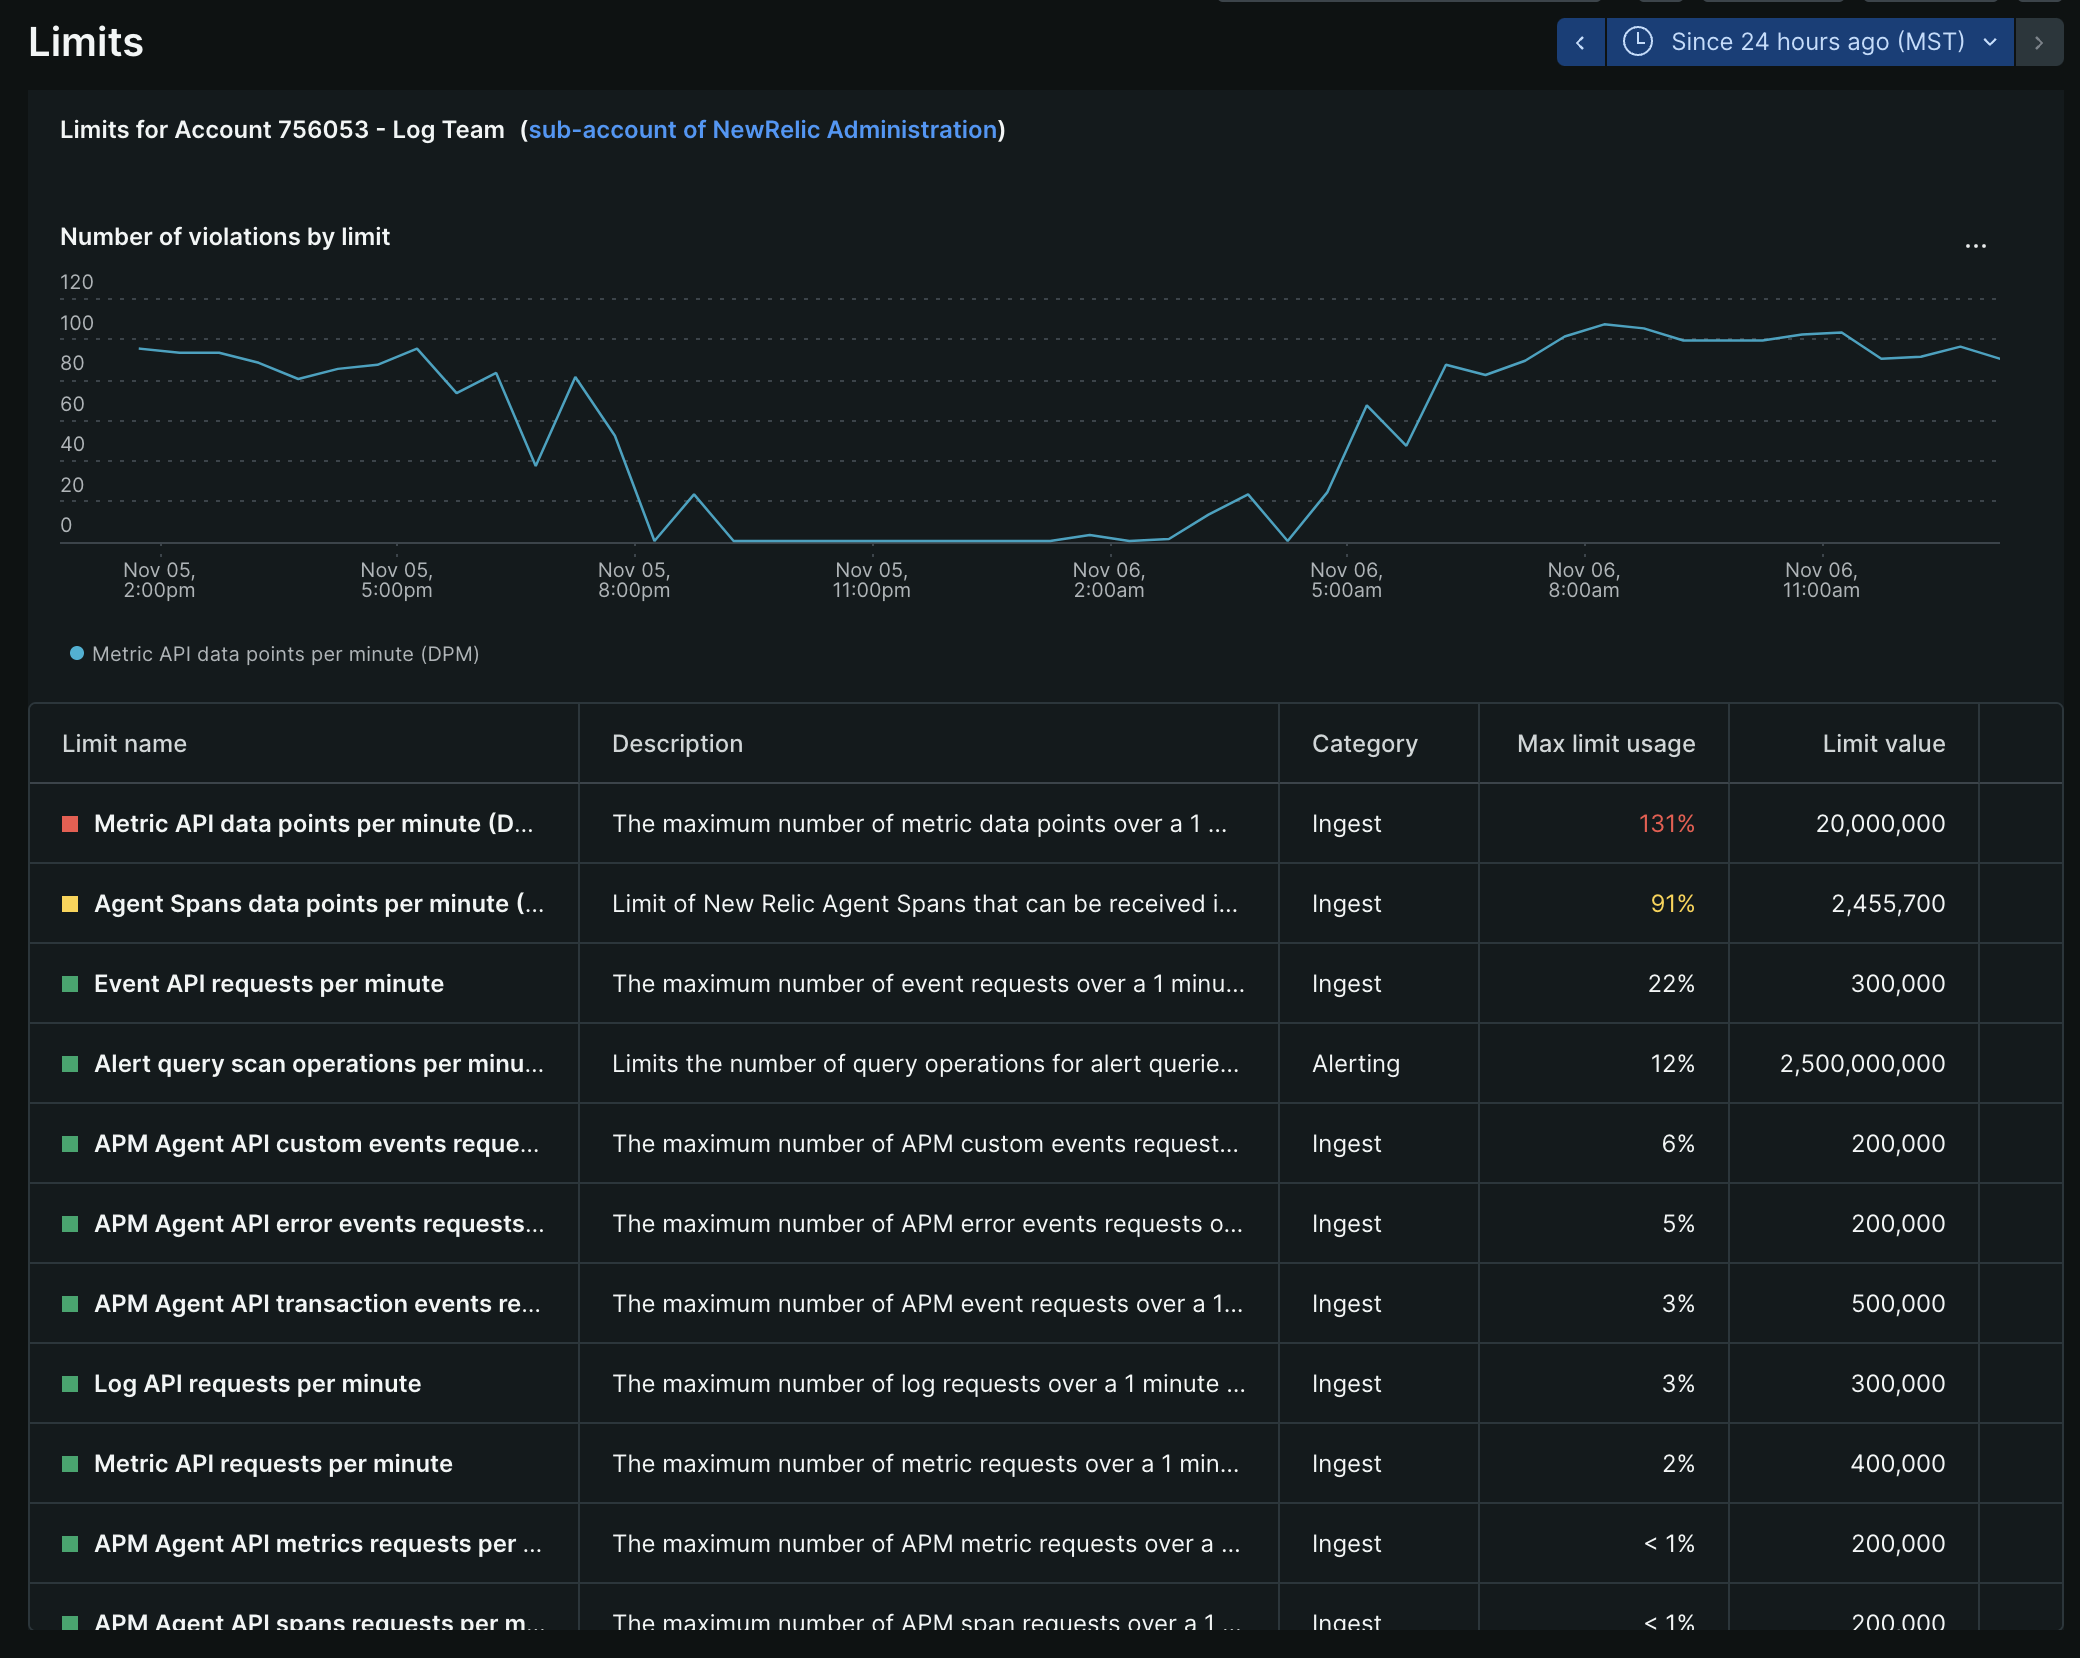 Limits
Since 24 hours ago (MST)
Limits for Account 756053 - Log Team (sub-account of NewRelic Administration)
Number of violations by limit
...
120
100
80
60
40
20
0
Nov 05, 2:00pm
Nov 05, 5:00pm
Nov 05, 8:00pm
Nov 05, 11:00pm
Nov 06, 2:00am
Nov 06, 5:00am
Nov 06, 8:00am
Nov 06, 11:00am
Metric API data points per minute (DPM)
Limit name Description Category Max limit usage Limit value
Metric API data points per minute (D... The maximum number of metric data points over a 1 ... Ingest 131% 20,000,000
Agent Spans data points per minute (... Limit of New Relic Agent Spans that can be received i... Ingest 91% 2,455,700
Event API requests per minute The maximum number of event requests over a 1 minu... Ingest 22% 300,000
Alert query scan operations per minu... Limits the number of query operations for alert querie... Alerting 12% 2,500,000,000
APM Agent API custom events reque... The maximum number of APM custom events request... Ingest 6% 200,000
APM Agent API error events requests... The maximum number of APM error events requests o... Ingest 5% 200,000
APM Agent API transaction events re... The maximum number of APM event requests over a 1... Ingest 3% 500,000
Log API requests per minute The maximum number of log requests over a 1 minute ... Ingest 3% 300,000
Metric API requests per minute The maximum number of metric requests over a 1 min... Ingest 2% 400,000
APM Agent API metrics requests per ... The maximum number of APM metric requests over a ... Ingest < 1% 200,000
APM Agent API spans requests per m... The maximum number of APM span requests over a 1 ... Ingest < 1% 200,000